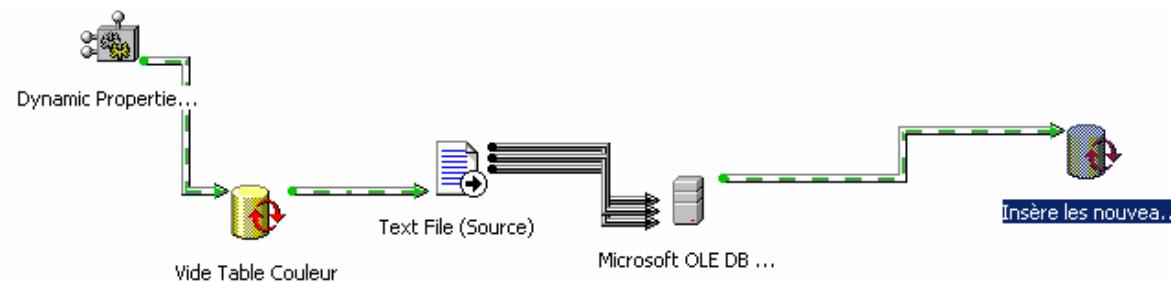 Dynamic Propertie...
Vide Table Couleur
Text File (Source)
Microsoft OLE DB ...
Insère les nouvea..